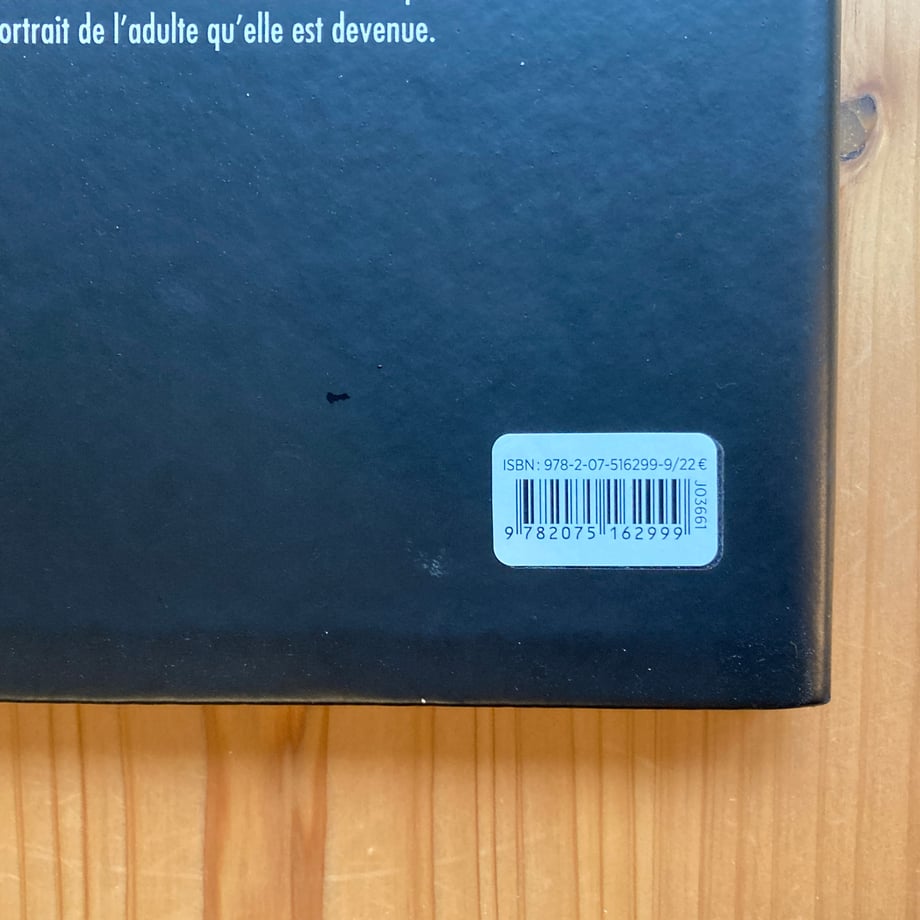 ortrait de l'adulte qu'elle est devenue.
ISBN: 978-2-07-516299-9/22 €
J03661
9 782075 162999